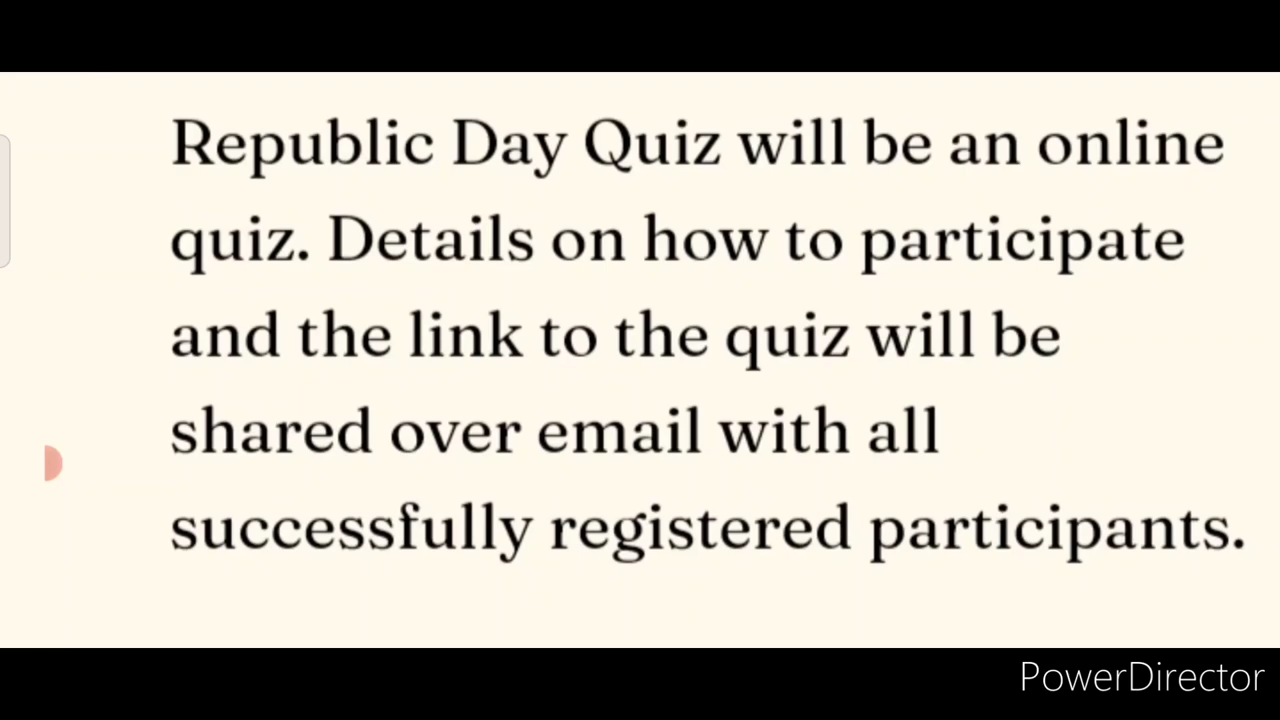 Republic Day Quiz will be an online
quiz. Details on how to participate
and the link to the quiz will be
shared over email with all
successfully registered participants.
PowerDirector